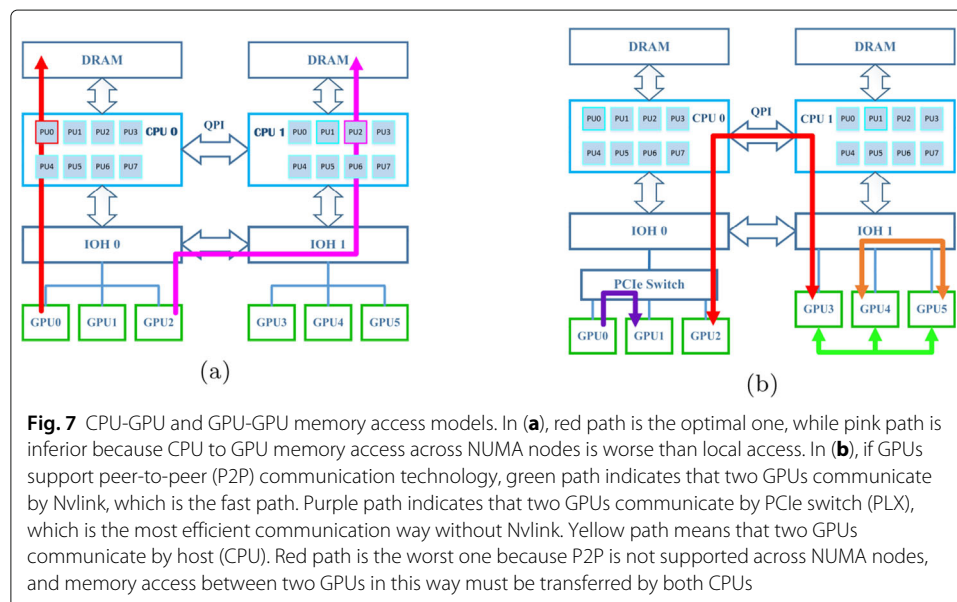 DRAM
DRAM
PU0 PU1 PU2 PU3 CPU 0
PU4 PU5 PU6 PU7
QPI
CPU 1 PU0 PU1 PU2 PU3
PU4 PU5 PU6 PU7
IOH 0
IOH 1
GPU0 GPU1 GPU2
GPU3 GPU4 GPU5
(a)
DRAM
DRAM
PU0 PU1 PU2 PU3 CPU 0
PU4 PU5 PU6 PU7
QPI
CPU 1 PU0 PU1 PU2 PU3
PU4 PU5 PU6 PU7
IOH 0
IOH 1
PCIe Switch
GPU0 GPU1 GPU2
GPU3 GPU4 GPU5
(b)
Fig. 7 CPU-GPU and GPU-GPU memory access models. In (a), red path is the optimal one, while pink path is
inferior because CPU to GPU memory access across NUMA nodes is worse than local access. In (b), if GPUs
support peer-to-peer (P2P) communication technology, green path indicates that two GPUs communicate
by Nvlink, which is the fast path. Purple path indicates that two GPUs communicate by PCIe switch (PLX),
which is the most efficient communication way without Nvlink. Yellow path means that two GPUs
communicate by host (CPU). Red path is the worst one because P2P is not supported across NUMA nodes,
and memory access between two GPUs in this way must be transferred by both CPUs